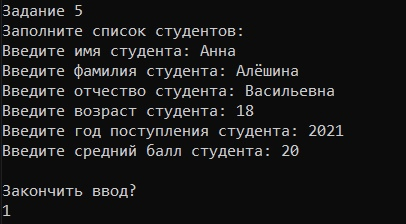 Задание 5
Заполните список студентов:
Введите имя студента: Анна
Введите фамилия студента: Алёшина
Введите отчество студента: Васильевна
Введите возраст студента: 18
Введите год поступления студента: 2021
Введите средний балл студента: 20
Закончить ввод?
1